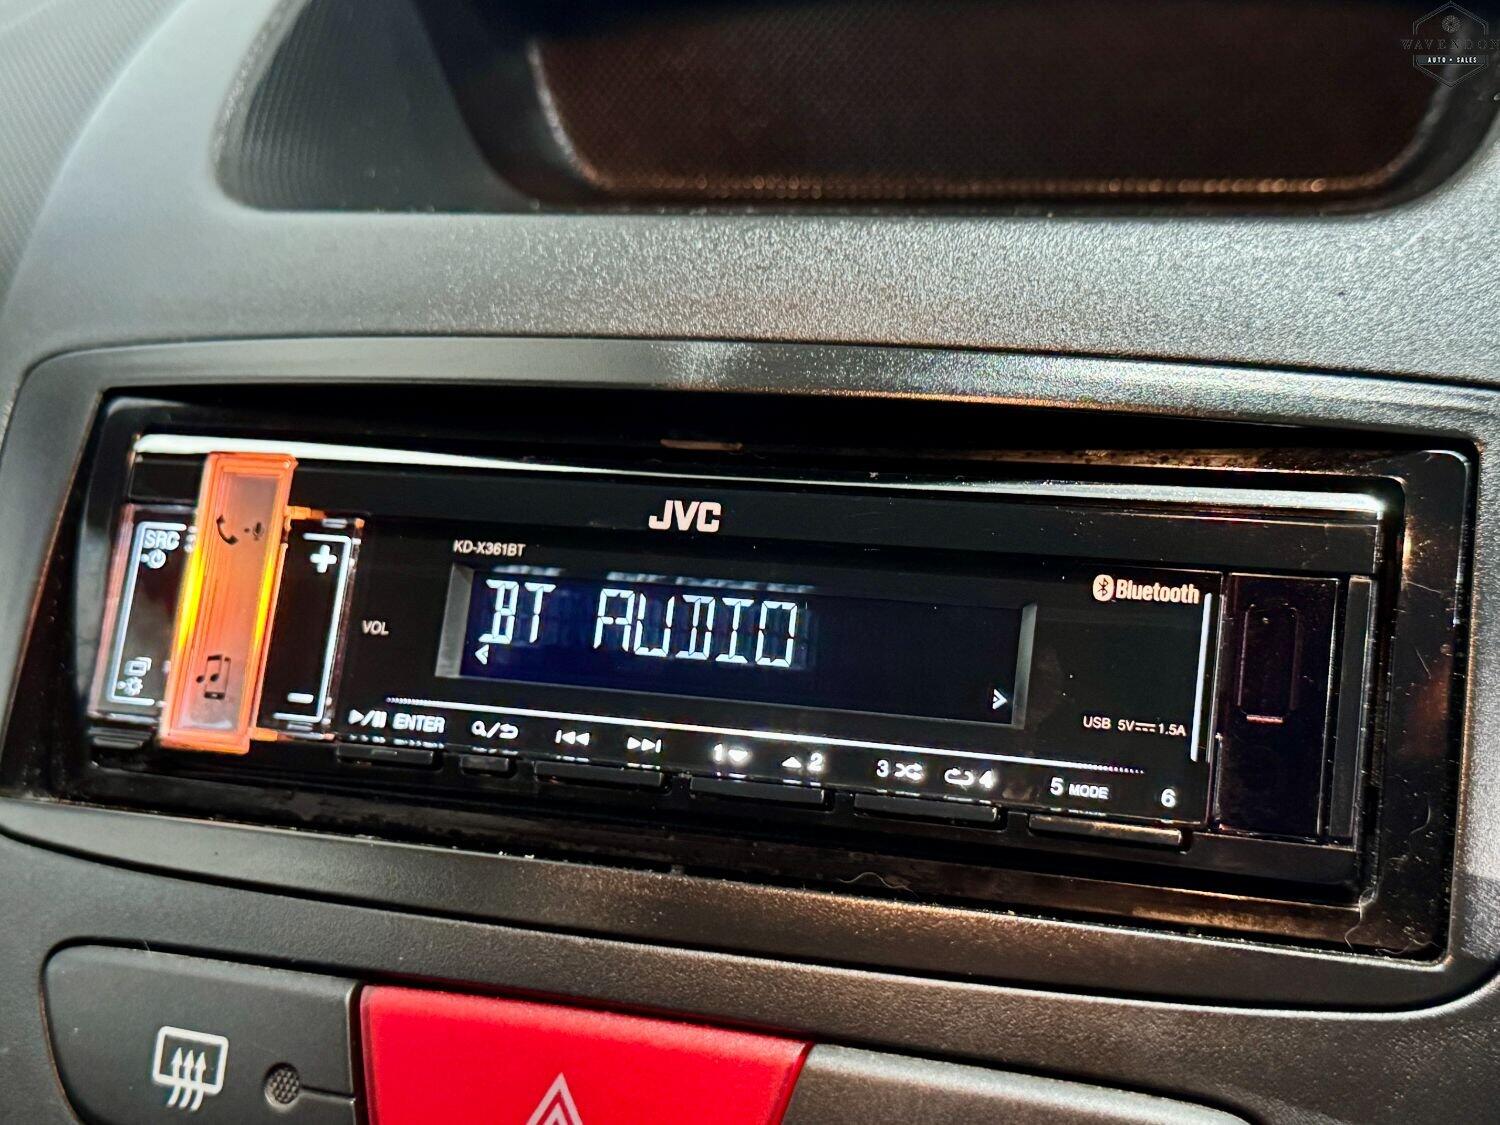 WAVENDON
AUTO • SALES
JVC
KD-X361BT
SRC
VOL
BT AUDIO
Bluetooth
USB 5V 1.5A
ENTER
1
2
3
4
5 MODE
6